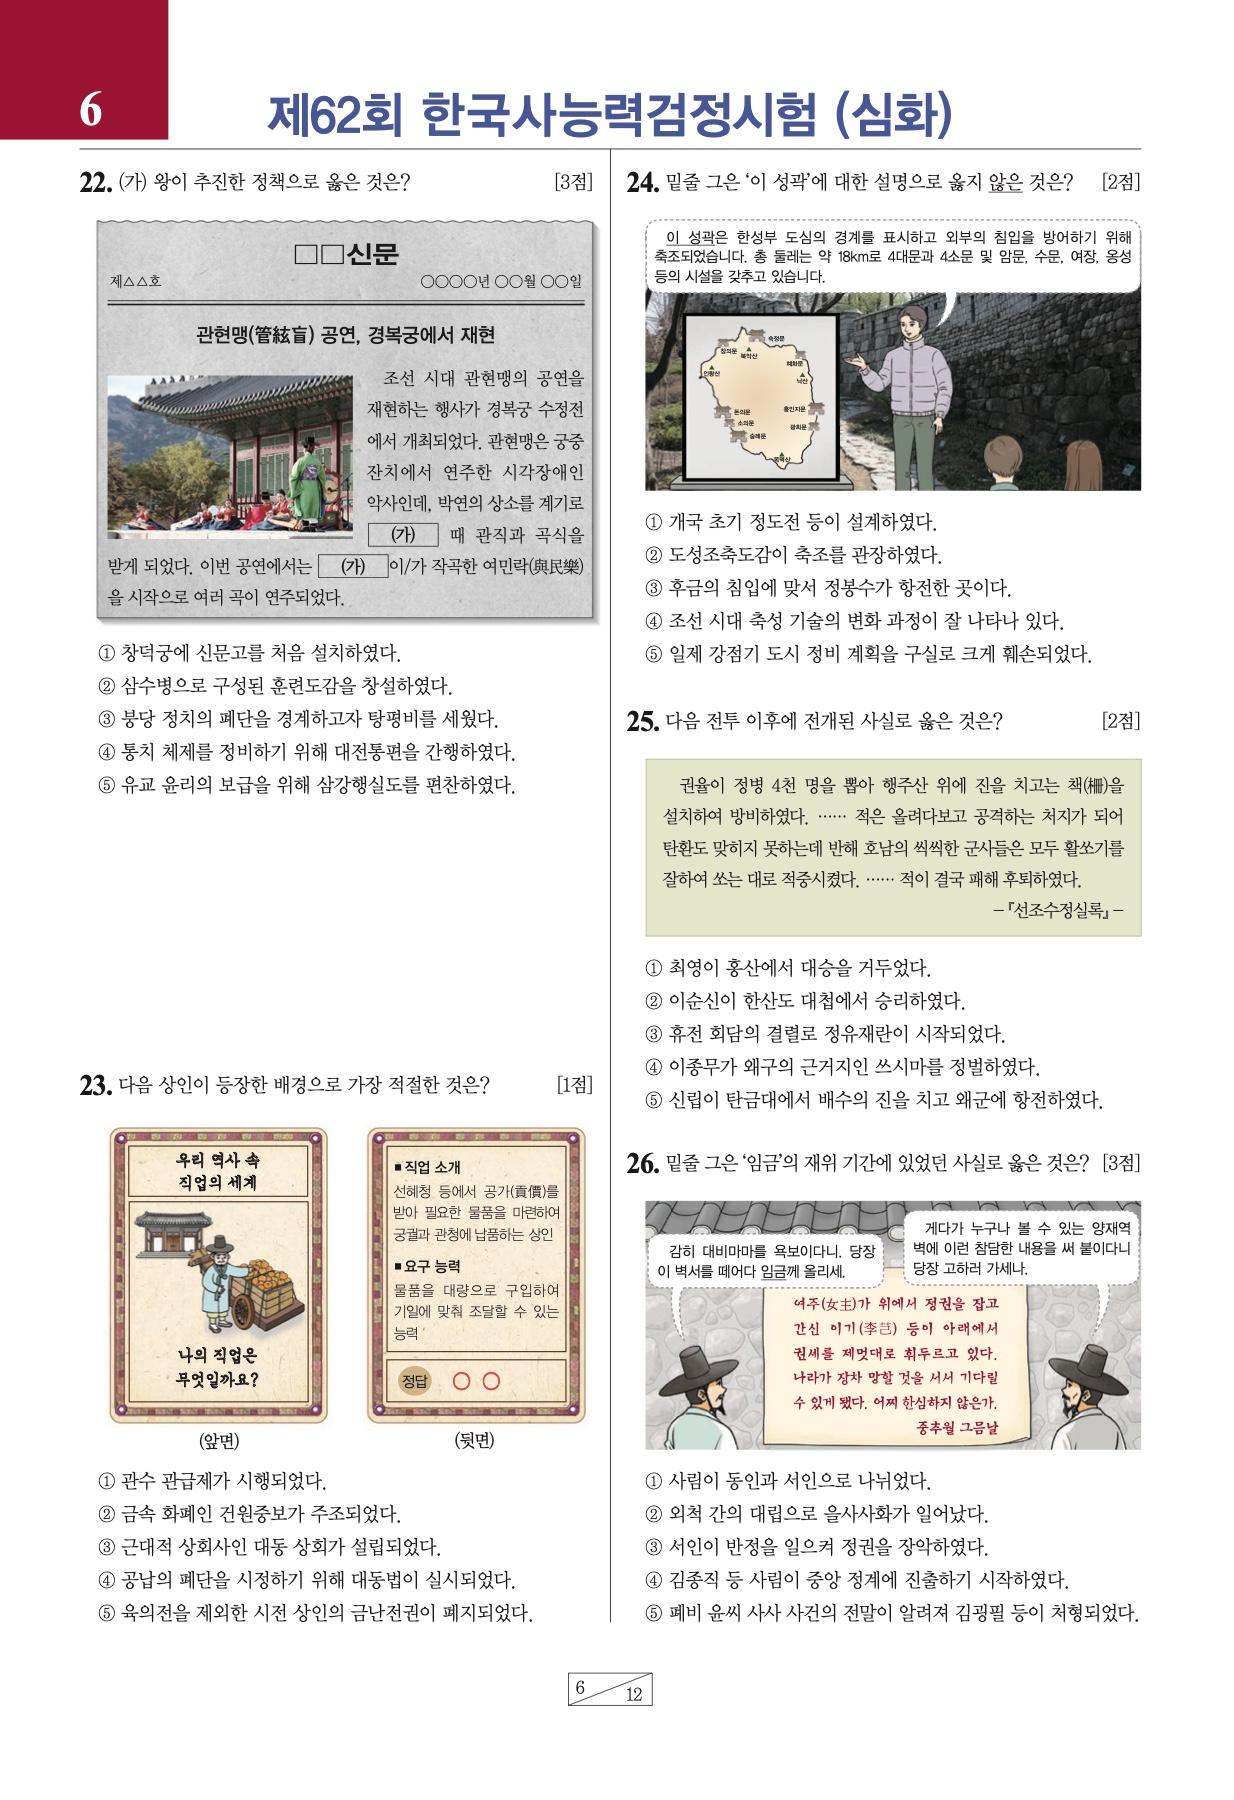 6
제62회 한국사능력검정시험 (심화)
22. (가) 왕이 추진한 정책으로 옳은 것은? [3점]
□□신문
제△△호 ○○○○년 ○○월 ○○일
관현맹(管絃盲) 공연, 경복궁에서 재현
조선 시대 관현맹의 공연을
재현하는 행사가 경복궁 수정전
에서 개최되었다. 관현맹은 궁중
잔치에서 연주한 시각장애인
악사인데, 박연의 상소를 계기로
(가) 때 관직과 곡식을
받게 되었다. 이번 공연에서는 (가) 이/가 작곡한 여민락(與民樂)
을 시작으로 여러 곡이 연주되었다.
① 창덕궁에 신문고를 처음 설치하였다.
② 삼수병으로 구성된 훈련도감을 창설하였다.
③ 붕당 정치의 폐단을 경계하고자 탕평비를 세웠다.
④ 통치 체제를 정비하기 위해 대전통편을 간행하였다.
⑤ 유교 윤리의 보급을 위해 삼강행실도를 편찬하였다.
23. 다음 상인이 등장한 배경으로 가장 적절한 것은? [1점]
우리 역사 속
직업의 세계
나의 직업은
무엇일까요?
(앞면)
■ 직업 소개
선혜청 등에서 공가(貢價)를
받아 필요한 물품을 마련하여
궁궐과 관청에 납품하는 상인
■ 요구 능력
물품을 대량으로 구입하여
기일에 맞춰 조달할 수 있는
능력
정답 ○ ○
(뒷면)
① 관수 관급제가 시행되었다.
② 금속 화폐인 건원중보가 주조되었다.
③ 근대적 상회사인 대동 상회가 설립되었다.
④ 공납의 폐단을 시정하기 위해 대동법이 실시되었다.
⑤ 육의전을 제외한 시전 상인의 금난전권이 폐지되었다.
24. 밑줄 그은 ‘이 성곽’에 대한 설명으로 옳지 않은 것은? [2점]
이 성곽은 한성부 도심의 경계를 표시하고 외부의 침입을 방어하기 위해
축조되었습니다. 총 둘레는 약 18km로 4대문과 4소문 및 암문, 수문, 여장, 옹성
등의 시설을 갖추고 있습니다.
숙정문
창의문
북악산
혜화문
인왕산
낙산
돈의문
흥인지문
소의문
광희문
숭례문
목멱산
① 개국 초기 정도전 등이 설계하였다.
② 도성조축도감이 축조를 관장하였다.
③ 후금의 침입에 맞서 정봉수가 항전한 곳이다.
④ 조선 시대 축성 기술의 변화 과정이 잘 나타나 있다.
⑤ 일제 강점기 도시 정비 계획을 구실로 크게 훼손되었다.
25. 다음 전투 이후에 전개된 사실로 옳은 것은? [2점]
권율이 정병 4천 명을 뽑아 행주산 위에 진을 치고는 책(柵)을
설치하여 방비하였다. …… 적은 올려다보고 공격하는 처지가 되어
탄환도 맞히지 못하는데 반해 호남의 씩씩한 군사들은 모두 활쏘기를
잘하여 쏘는 대로 적중시켰다. …… 적이 결국 패해 후퇴하였다.
– 『선조수정실록』 –
① 최영이 홍산에서 대승을 거두었다.
② 이순신이 한산도 대첩에서 승리하였다.
③ 휴전 회담의 결렬로 정유재란이 시작되었다.
④ 이종무가 왜구의 근거지인 쓰시마를 정벌하였다.
⑤ 신립이 탄금대에서 배수의 진을 치고 왜군에 항전하였다.
26. 밑줄 그은 ‘임금’의 재위 기간에 있었던 사실로 옳은 것은? [3점]
감히 대비마마를 욕보이다니. 당장
이 벽서를 떼어다 임금께 올리세.
게다가 누구나 볼 수 있는 양재역
벽에 이런 참담한 내용을 써 붙이다니
당장 고하러 가세나.
여주(女主)가 위에서 정권을 잡고
간신 이기(李芑) 등이 아래에서
권세를 제멋대로 휘두르고 있다.
나라가 장차 망할 것을 서서 기다릴
수 있게 됐다. 어찌 한심하지 않은가.
중추월 그믐날
① 사림이 동인과 서인으로 나뉘었다.
② 외척 간의 대립으로 을사사화가 일어났다.
③ 서인이 반정을 일으켜 정권을 장악하였다.
④ 김종직 등 사림이 중앙 정계에 진출하기 시작하였다.
⑤ 폐비 윤씨 사사 사건의 전말이 알려져 김굉필 등이 처형되었다.
6 12